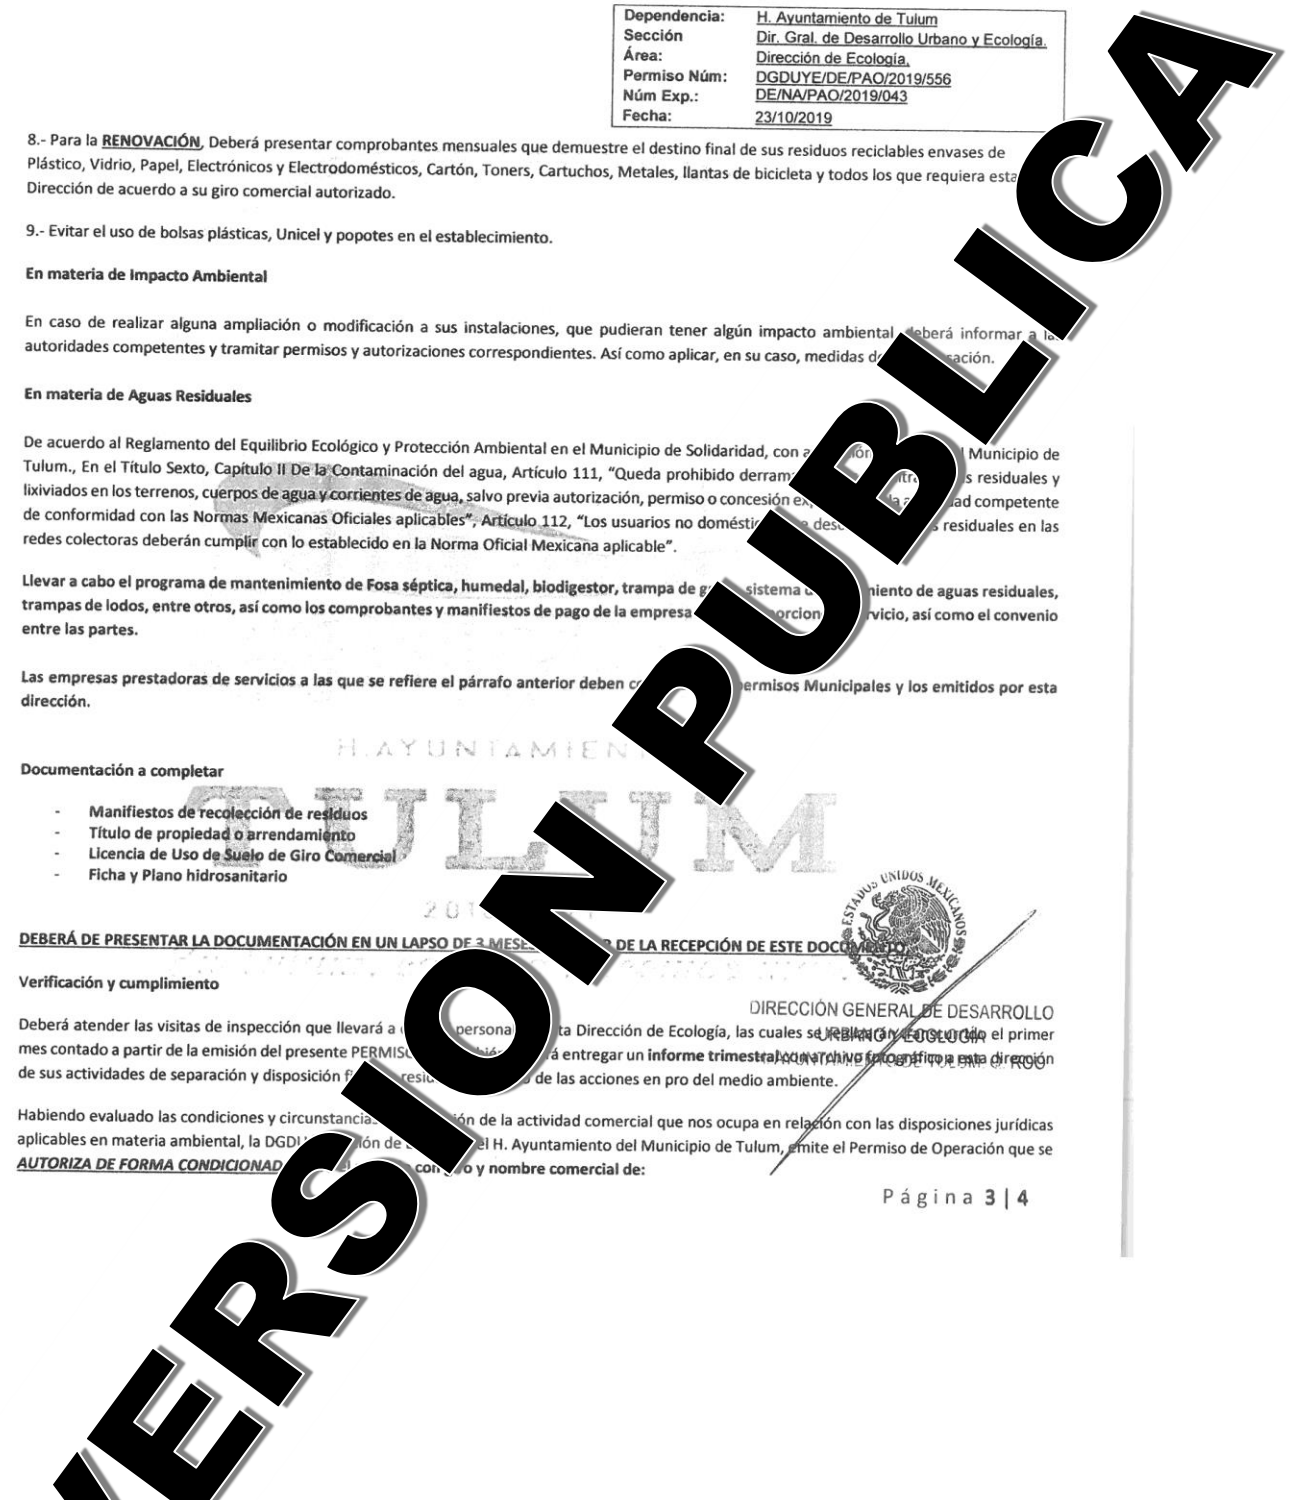 Dependencia: H. Ayuntamiento de Tulum
Sección Dir. Gral. de Desarrollo Urbano y Ecología.
Área: Dirección de Ecología,
Permiso Núm: DGDUYE/DE/PAO/2019/556
Núm Exp.: DE/NA/PAO/2019/043
Fecha: 23/10/2019
8.- Para la RENOVACIÓN, Deberá presentar comprobantes mensuales que demuestre el destino final de sus residuos reciclables envases de
Plástico, Vidrio, Papel, Electrónicos y Electrodomésticos, Cartón, Toners, Cartuchos, Metales, llantas de bicicleta y todos los que requiera esta
Dirección de acuerdo a su giro comercial autorizado.
9.- Evitar el uso de bolsas plásticas, Unicel y popotes en el establecimiento.
En materia de Impacto Ambiental
En caso de realizar alguna ampliación o modificación a sus instalaciones, que pudieran tener algún impacto ambiental deberá informar a
autoridades competentes y tramitar permisos y autorizaciones correspondientes. Así como aplicar, en su caso, medidas
En materia de Aguas Residuales
De acuerdo al Reglamento del Equilibrio Ecológico y Protección Ambiental en el Municipio de Solidaridad, con Municipio de
Tulum., En el Título Sexto, Capítulo II De la Contaminación del agua, Artículo 111, “Queda prohibido residuales y
lixiviados en los terrenos, cuerpos de agua y corrientes de agua, salvo previa autorización, permiso o concesión competente
de conformidad con las Normas Mexicanas Oficiales aplicables”, Artículo 112, “Los usuarios no residuales en las
redes colectoras deberán cumplir con lo establecido en la Norma Oficial Mexicana aplicable”.
Llevar a cabo el programa de mantenimiento de Fosa séptica, humedal, biodigestor, trampa de sistema de aguas residuales,
trampas de lodos, entre otros, así como los comprobantes y manifiestos de pago de la empresa así como el convenio
entre las partes.
Las empresas prestadoras de servicios a las que se refiere el párrafo anterior deben permisos Municipales y los emitidos por esta
dirección.
H. AYUNTAMIEN
Documentación a completar
TULUM
- Manifiestos de recolección de residuos
- Título de propiedad o arrendamiento
- Licencia de Uso de Suelo de Giro Comercial
- Ficha y Plano hidrosanitario
ESTADOS UNIDOS MEXICANOS
DEBERÁ DE PRESENTAR LA DOCUMENTACIÓN EN UN LAPSO DE 3 MESES DE LA RECEPCIÓN DE ESTE DOCUMENTO
Verificación y cumplimiento
DIRECCIÓN GENERAL DE DESARROLLO
URBANO Y ECOLOGÍA
Deberá atender las visitas de inspección que llevará a personal Dirección de Ecología, las cuales se el primer
mes contado a partir de la emisión del presente entregar un informe trimestral con archivo fotográfico a esta dirección
de sus actividades de separación y disposición de las acciones en pro del medio ambiente.
Habiendo evaluado las condiciones y circunstancias de la actividad comercial que nos ocupa en relación con las disposiciones jurídicas
aplicables en materia ambiental, la H. Ayuntamiento del Municipio de Tulum, emite el Permiso de Operación que se
AUTORIZA DE FORMA y nombre comercial de:
Página 3 | 4
VERSION PUBLICA